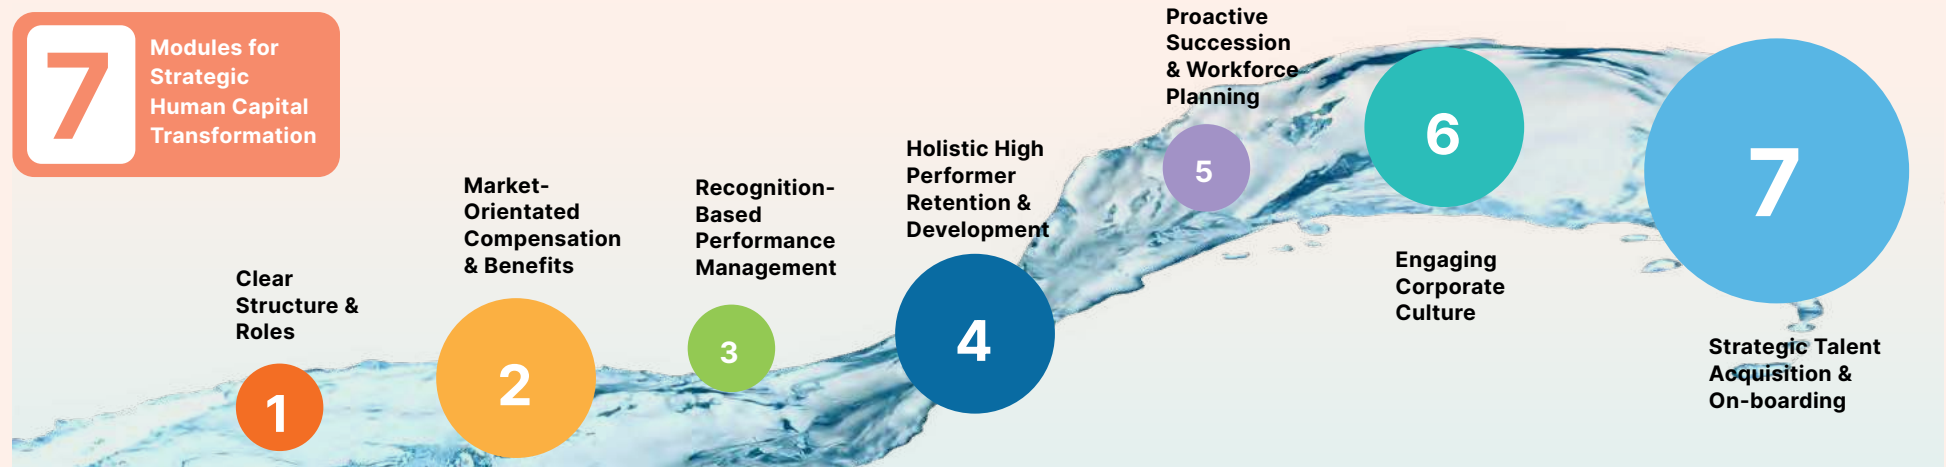 7
Modules for
Strategic
Human Capital
Transformation
Clear
Structure &
Roles
1
Market-
Orientated
Compensation
& Benefits
2
Recognition-
Based
Performance
Management
3
Holistic High
Performer
Retention &
Development
4
Proactive
Succession
& Workforce
Planning
5
6
Engaging
Corporate
Culture
7
Strategic Talent
Acquisition &
On-boarding